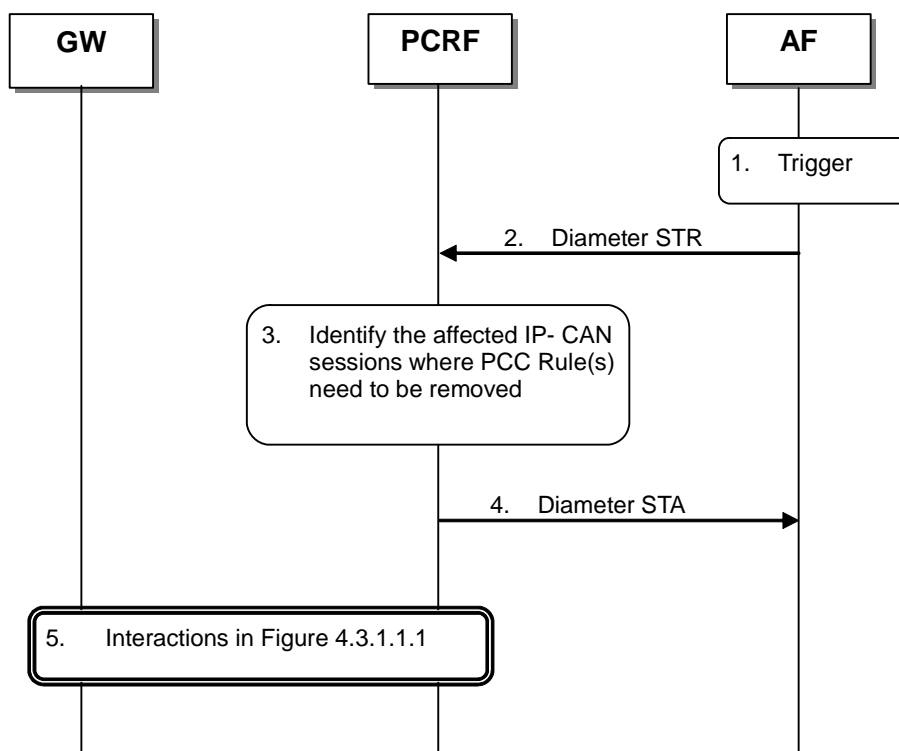 GW
PCRF
AF
1. Trigger
2. Diameter STR
3. Identify the affected IP- CAN
sessions where PCC Rule(s)
need to be removed
4. Diameter STA
5. Interactions in Figure 4.3.1.1.1